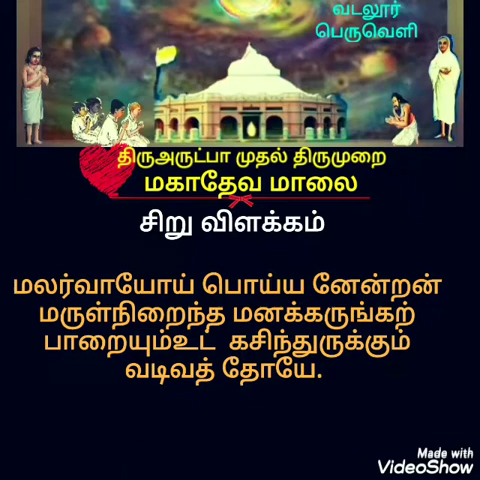 வடலூர்
பெருவெளி
திருஅருட்பா முதல் திருமுறை
மகாதேவ மாலை
சிறு விளக்கம்
மலர்வாயோய் பொய்ய னேன்றன்
மருள்நிறைந்த மனக்கருங்கற்
பாறையும்உட் கசிந்துருக்கும்
வடிவத் தோயே.
Made with
VideoShow